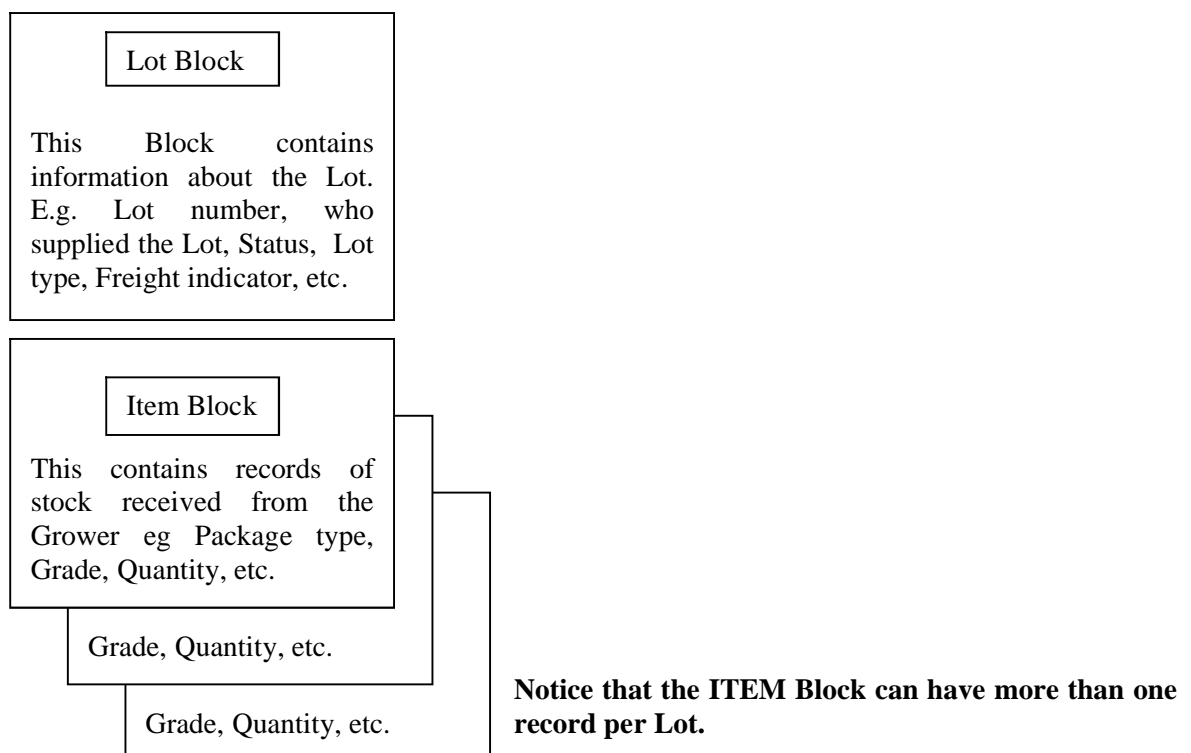 Lot Block
This Block contains
information about the Lot.
E.g. Lot number, who
supplied the Lot, Status, Lot
type, Freight indicator, etc.
Item Block
This contains records of
stock received from the
Grower eg Package type,
Grade, Quantity, etc.
Grade, Quantity, etc.
Grade, Quantity, etc.
Notice that the ITEM Block can have more than one
record per Lot.